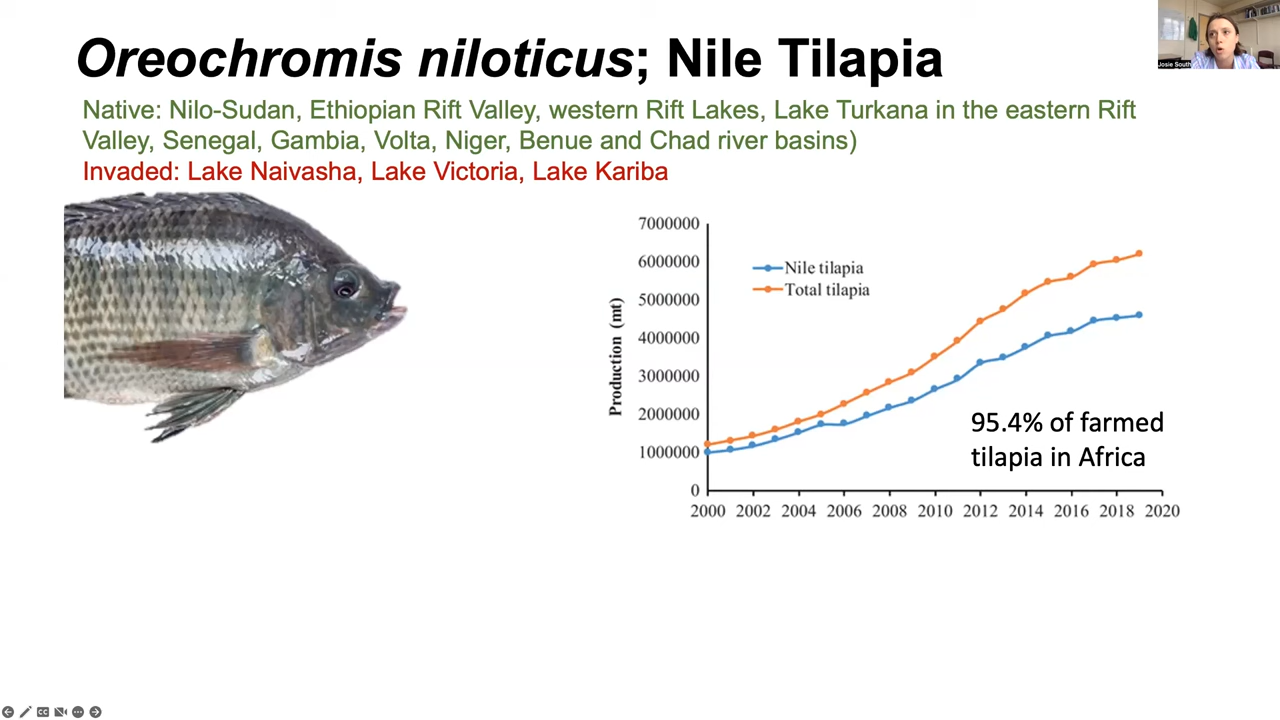 Oreochromis niloticus; Nile Tilapia
Native: Nilo-Sudan, Ethiopian Rift Valley, western Rift Lakes, Lake Turkana in the eastern Rift
Valley, Senegal, Gambia, Volta, Niger, Benue and Chad river basins)
Invaded: Lake Naivasha, Lake Victoria, Lake Kariba
Josie South
Production (mt)
7000000
6000000
5000000
4000000
3000000
2000000
1000000
0
Nile tilapia
Total tilapia
95.4% of farmed
tilapia in Africa
2000 2002 2004 2006 2008 2010 2012 2014 2016 2018 2020
CC